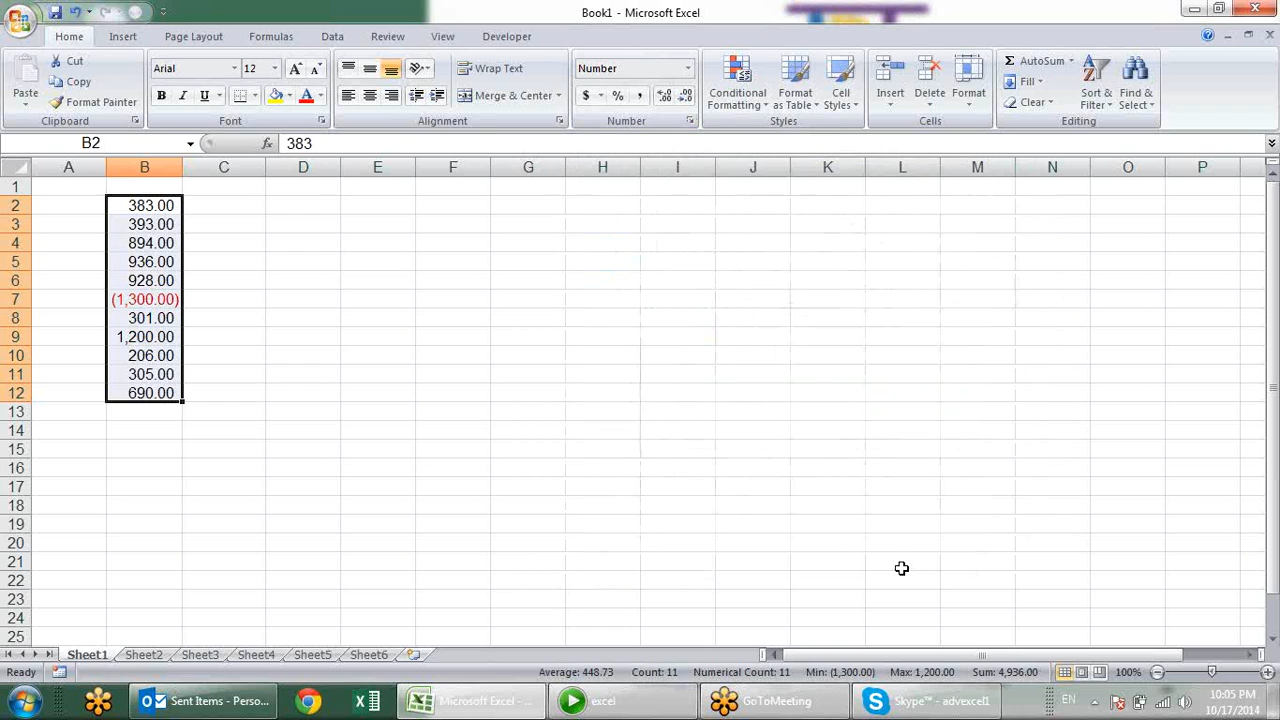 Book1 - Microsoft Excel
Home Insert Page Layout Formulas Data Review View Developer
Paste
Cut
Copy
Format Painter
Clipboard
Arial 12
B I U
Font
Wrap Text
Merge & Center
Alignment
Number
$ % ,
Number
Conditional Formatting
Format as Table
Cell Styles
Styles
Insert Delete Format
Cells
Σ AutoSum
Fill
Clear
Sort & Filter
Find & Select
Editing
B2 fx 383
A B C D E F G H I J K L M N O P
1
2 383.00
3 393.00
4 894.00
5 936.00
6 928.00
7 (1,300.00)
8 301.00
9 1,200.00
10 206.00
11 305.00
12 690.00
13
14
15
16
17
18
19
20
21
22
23
24
25
Sheet1 Sheet2 Sheet3 Sheet4 Sheet5 Sheet6
Ready Average: 448.73 Count: 11 Numerical Count: 11 Min: (1,300.00) Max: 1,200.00 Sum: 4,936.00 100%
Sent Items - Perso... Microsoft Excel - ... excel GoToMeeting Skype™ - advexcel1 EN 10:05 PM
10/17/2014